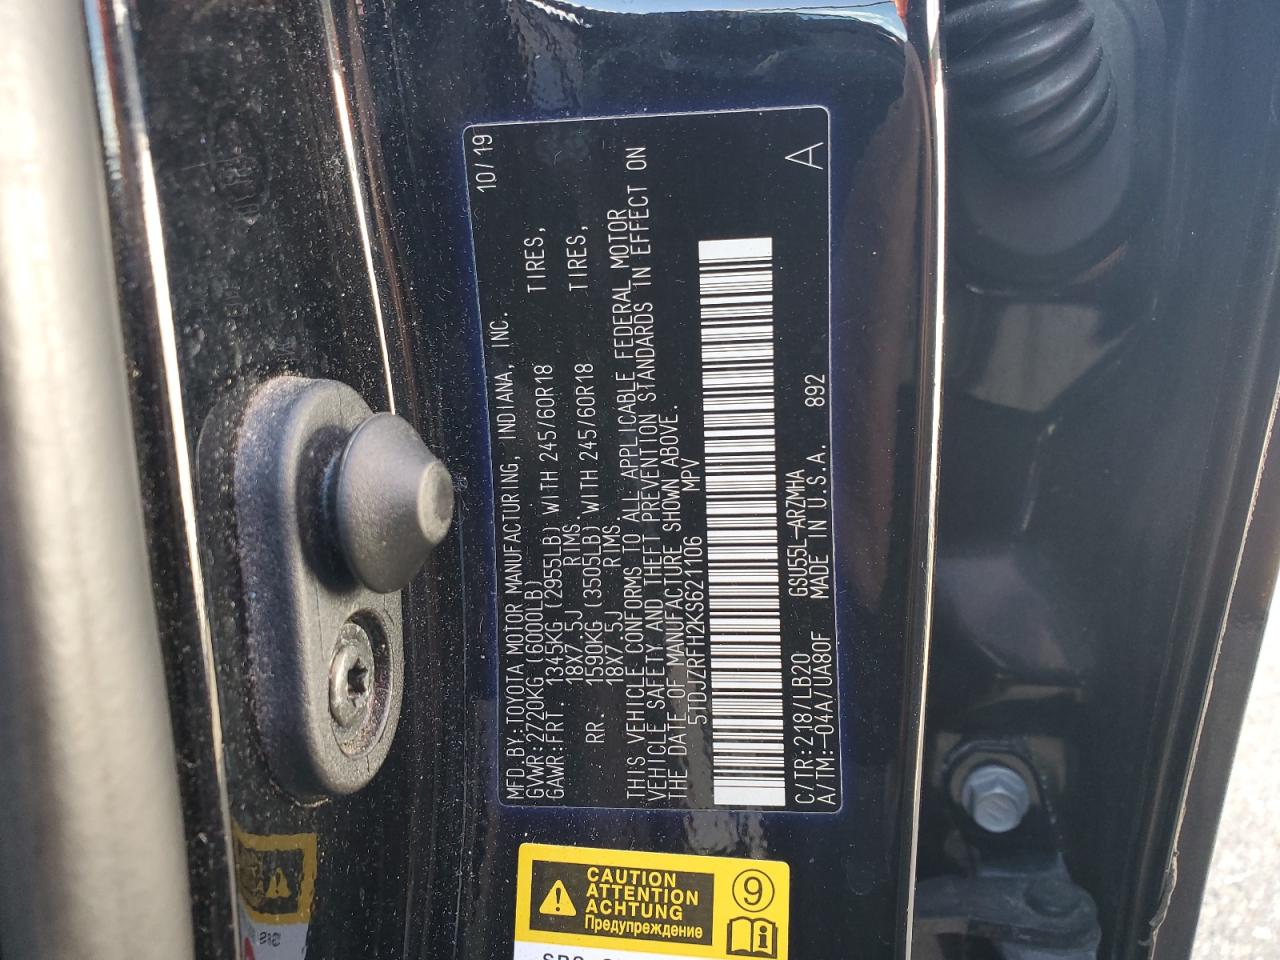 MFD.BY:TOYOTA MOTOR MANUFACTURING, INDIANA, INC. 10/19
GVWR:2720KG (6000LB)
GAWR:FRT. 1345KG (2955LB) WITH 245/60R18 TIRES,
18X7.5J RIMS
RR. 1590KG (3505LB) WITH 245/60R18 TIRES,
18X7.5J RIMS.
THIS VEHICLE CONFORMS TO ALL APPLICABLE FEDERAL MOTOR
VEHICLE SAFETY AND THEFT PREVENTION STANDARDS IN EFFECT ON
THE DATE OF MANUFACTURE SHOWN ABOVE.
5TDJZRFH2KS621106 MPV
C/TR:218/LB20 GSU55L-ARZMHA
A/TM:-04A/UA80F MADE IN U.S.A. 892 A
CAUTION
ATTENTION
ACHTUNG
Предупреждение
9